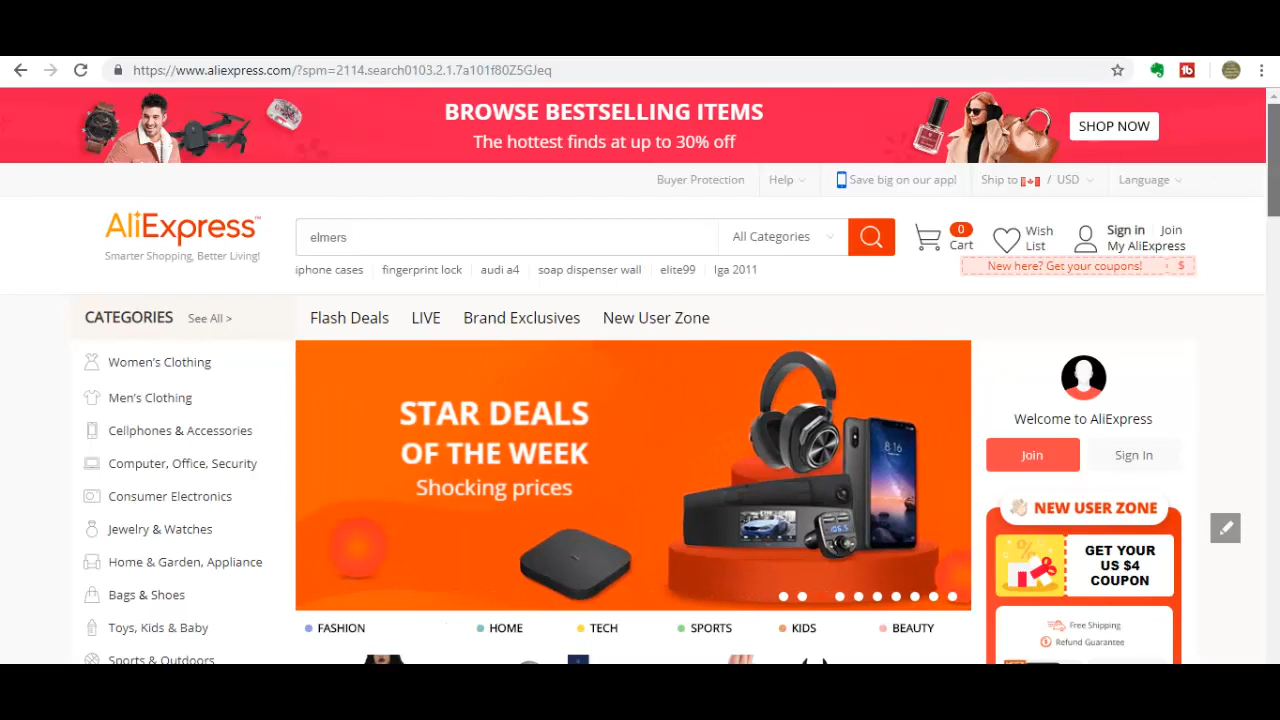 https://www.aliexpress.com/?spm=2114.search0103.2.1.7a101f80Z5GJeq
BROWSE BESTSELLING ITEMS
The hottest finds at up to 30% off
SHOP NOW
Buyer Protection Help Save big on our app! Ship to / USD Language
AliExpress™
Smarter Shopping, Better Living!
elmers All Categories
0 Cart
Wish List
Sign in Join
My AliExpress
New here? Get your coupons! $
iphone cases fingerprint lock audi a4 soap dispenser wall elite99 lga 2011
CATEGORIES See All >
Flash Deals LIVE Brand Exclusives New User Zone
Women's Clothing
Men's Clothing
Cellphones & Accessories
Computer, Office, Security
Consumer Electronics
Jewelry & Watches
Home & Garden, Appliance
Bags & Shoes
Toys, Kids & Baby
Sports & Outdoors
STAR DEALS
OF THE WEEK
Shocking prices
8:18
106.5
FASHION HOME TECH SPORTS KIDS BEAUTY
Welcome to AliExpress
Join Sign In
NEW USER ZONE
%
GET YOUR
US $4
COUPON
Free Shipping
Refund Guarantee